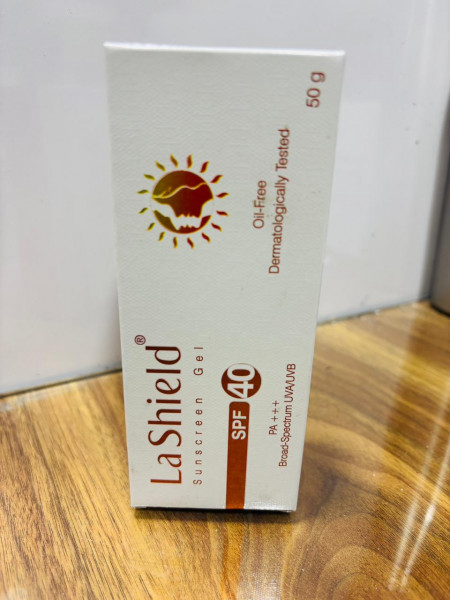 La Shield®
Sunscreen Gel
SPF 40
PA +++
Broad-Spectrum UVA/UVB
Oil-Free
Dermatologically Tested
50 g